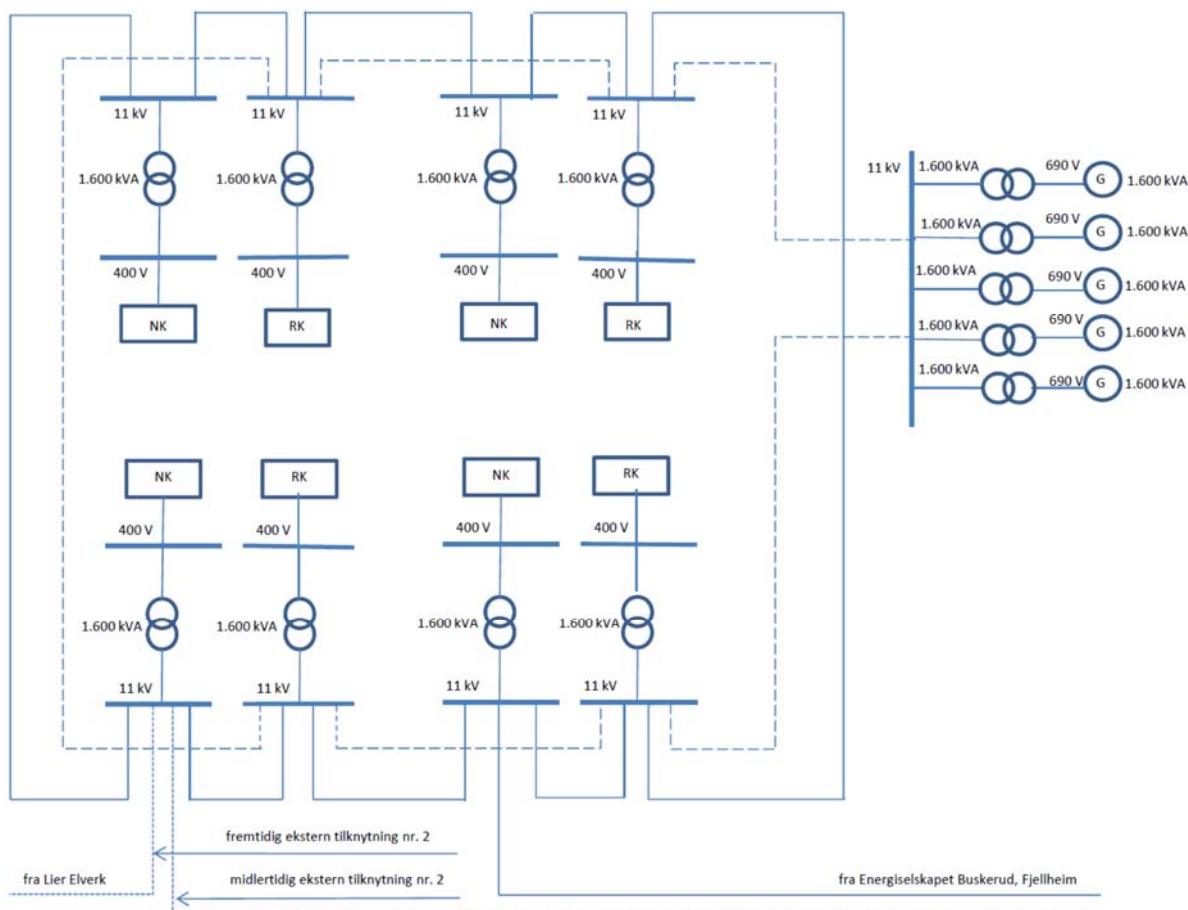 11 kV 11 kV 11 kV 11 kV
1.600 kVA 1.600 kVA 1.600 kVA 1.600 kVA
400 V 400 V 400 V 400 V
NK RK NK RK
11 kV
1.600 kVA 690 V G 1.600 kVA
1.600 kVA 690 V G 1.600 kVA
1.600 kVA 690 V G 1.600 kVA
1.600 kVA 690 V G 1.600 kVA
1.600 kVA 690 V G 1.600 kVA
NK RK NK RK
400 V 400 V 400 V 400 V
1.600 kVA 1.600 kVA 1.600 kVA 1.600 kVA
11 kV 11 kV 11 kV 11 kV
fremtidig ekstern tilknytning nr. 2
fra Lier Elverk midlertidig ekstern tilknytning nr. 2 fra Energiselskapet Buskerud, Fjellheim